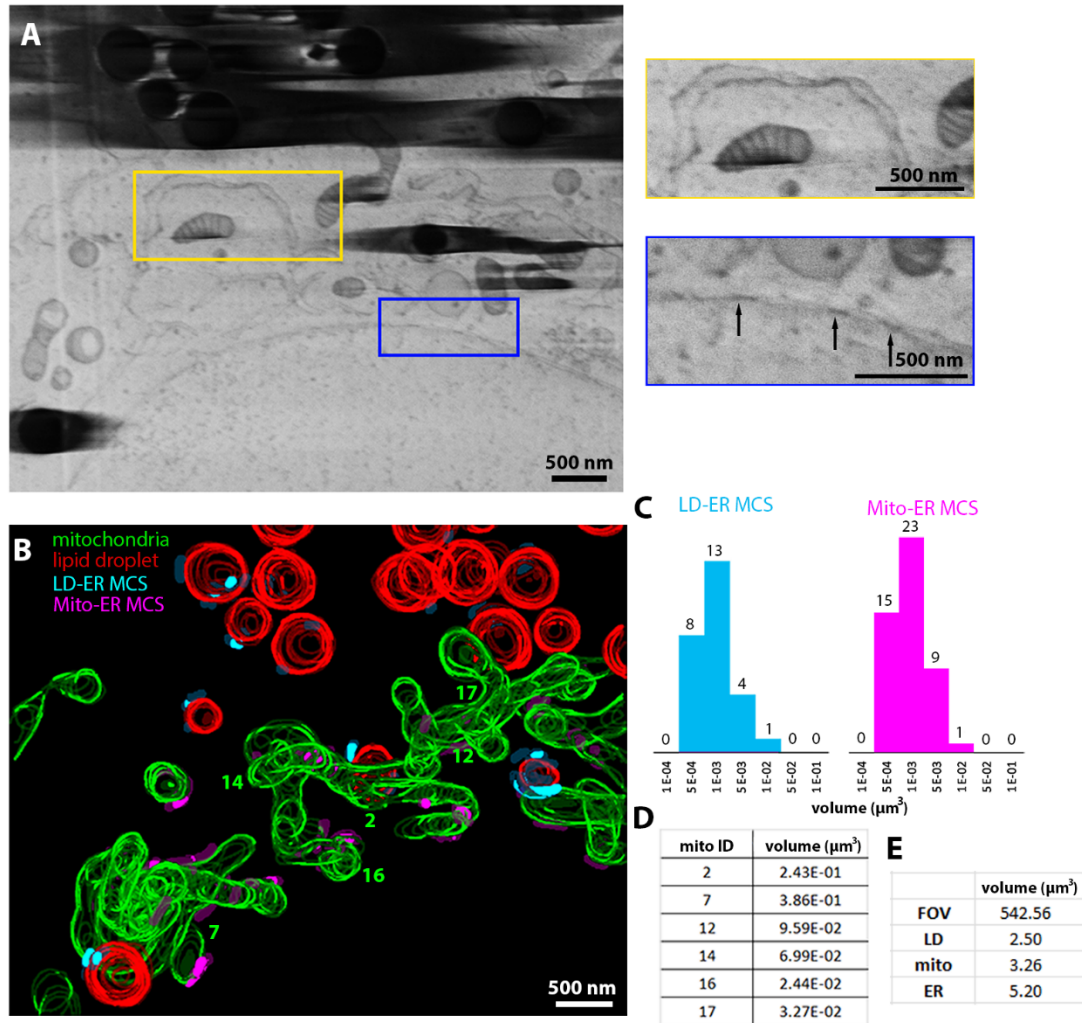 A
500 nm
500 nm
500 nm
B
mitochondria
lipid droplet
LD-ER MCS
Mito-ER MCS
17
12
14
2
16
7
500 nm
C
LD-ER MCS
Mito-ER MCS
0 8 13 4 1 0 0
0 15 23 9 1 0 0
1E-04 5E-04 1E-03 5E-03 1E-02 5E-02 1E-01
1E-04 5E-04 1E-03 5E-03 1E-02 5E-02 1E-01
volume (µm³)
D
mito ID volume (µm³)
2 2.43E-01
7 3.86E-01
12 9.59E-02
14 6.99E-02
16 2.44E-02
17 3.27E-02
E
volume (µm³)
FOV 542.56
LD 2.50
mito 3.26
ER 5.20